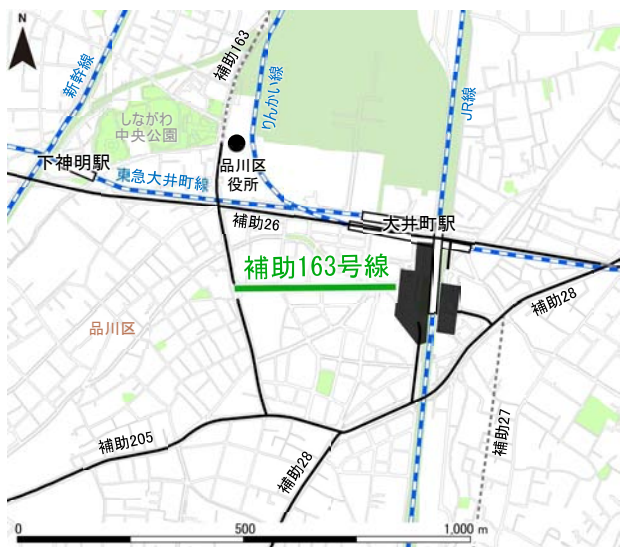 N
補助163
新幹線
りんかい線
JR線
しながわ
中央公園
下神明駅
品川区
役所
東急大井町線
補助26
大井町駅
補助163号線
補助28
品川区
補助27
補助205
補助28
0
500
1,000 m